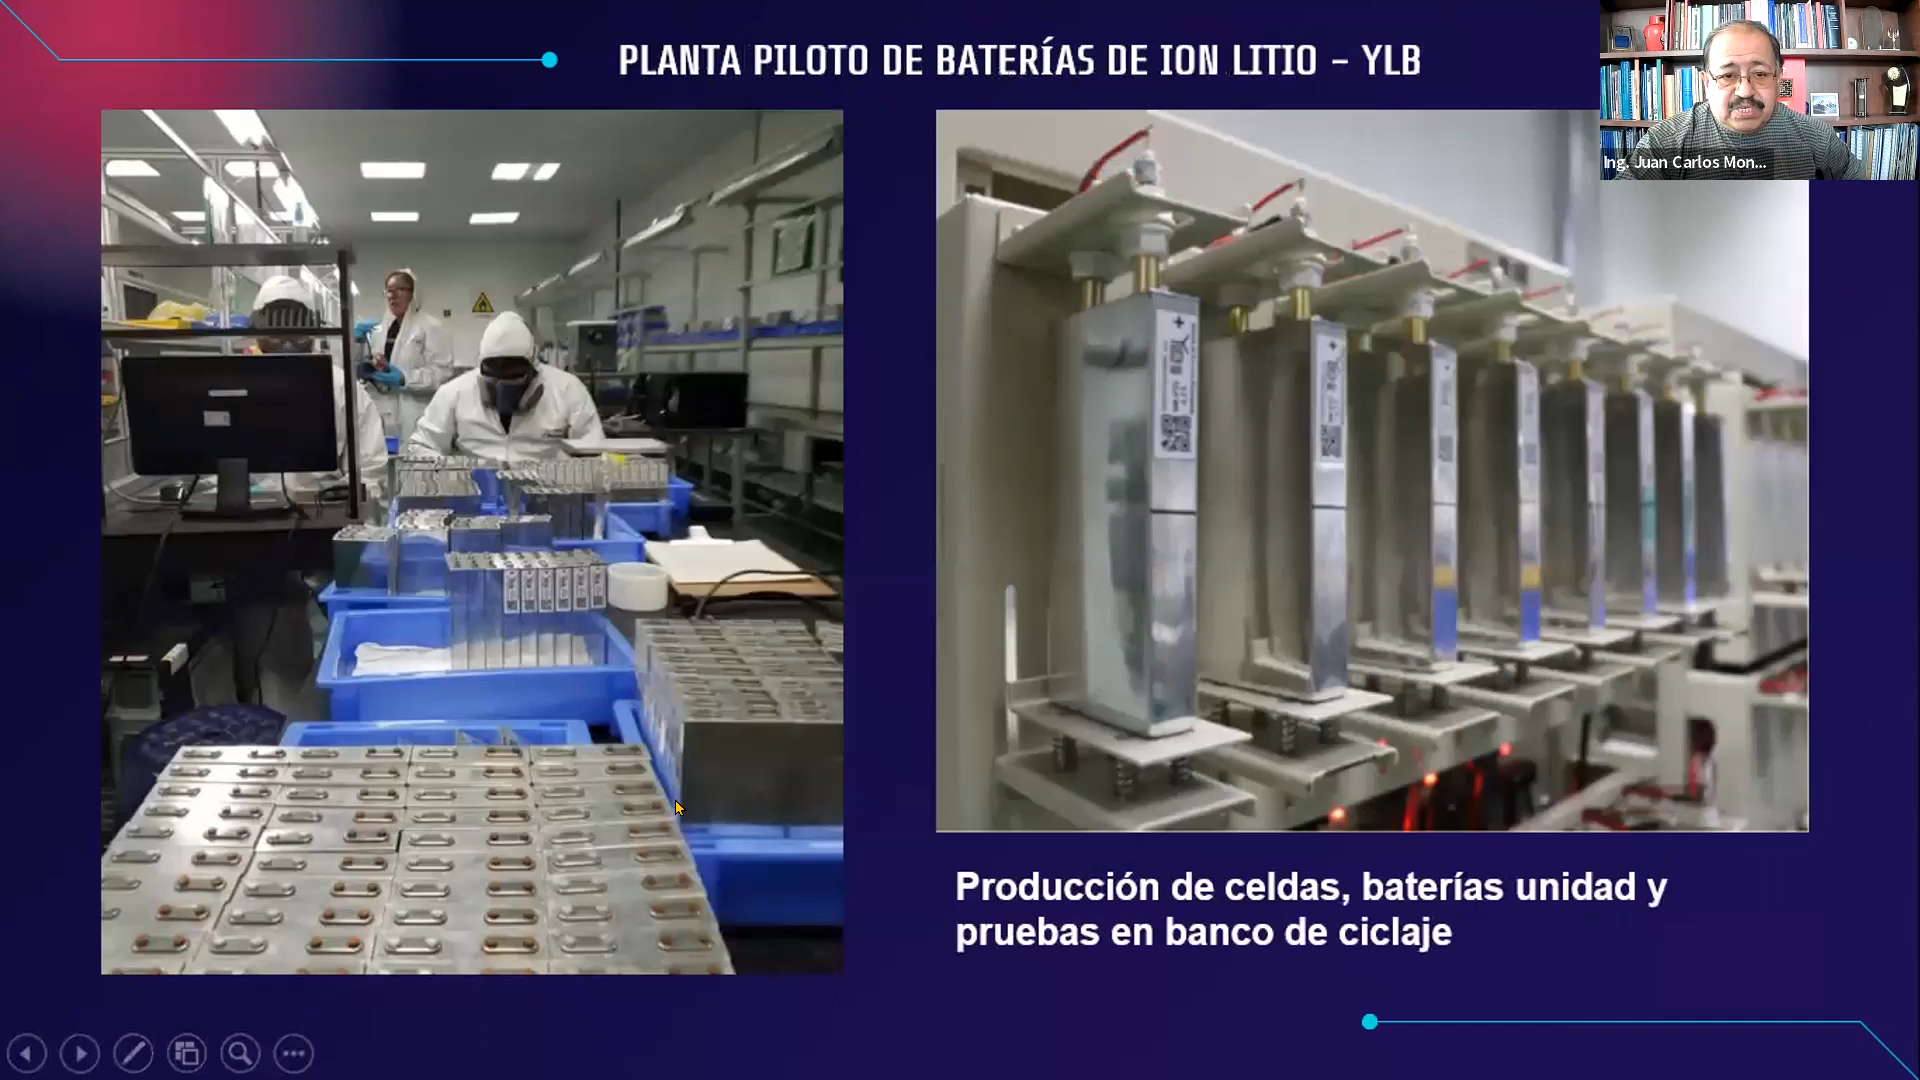 PLANTA PILOTO DE BATERÍAS DE ION LITIO – YLB
Ing. Juan Carlos Mon...
Producción de celdas, baterías unidad y
pruebas en banco de ciclaje